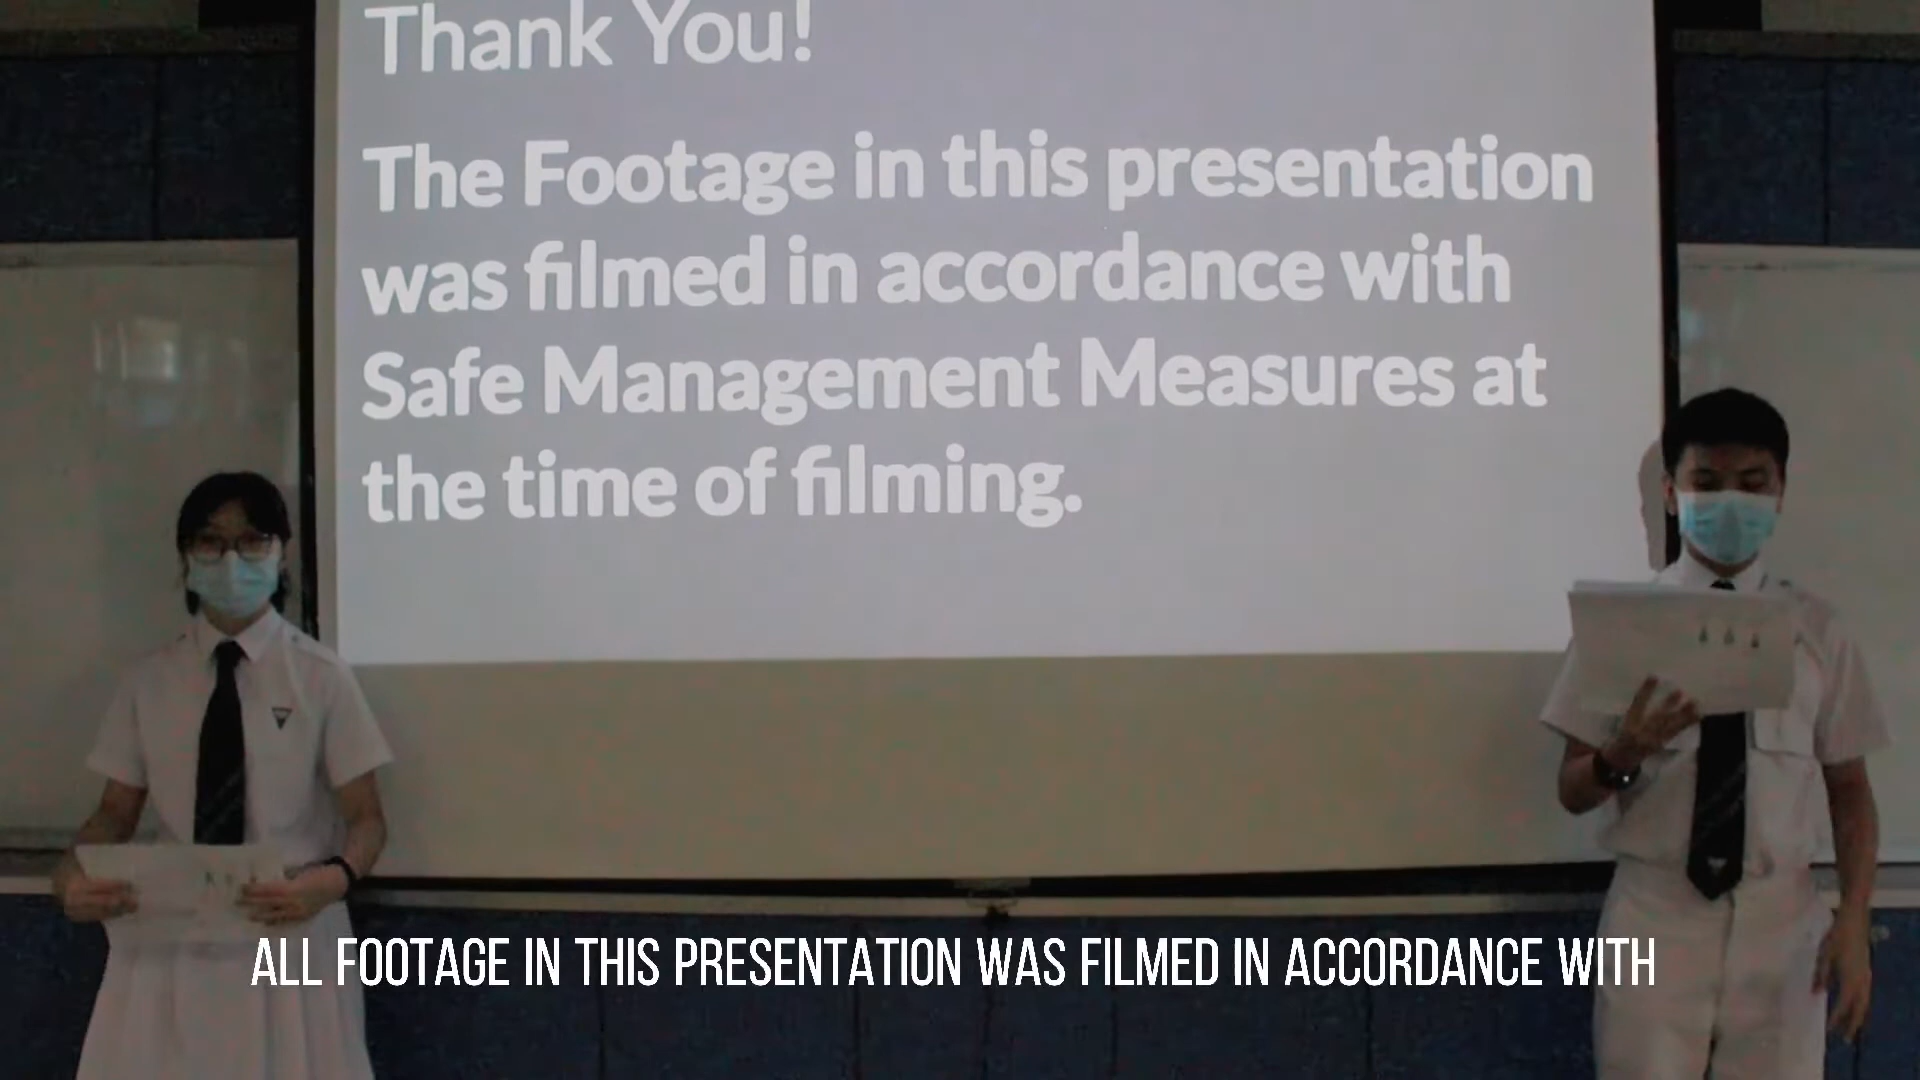 Thank You!
The Footage in this presentation
was filmed in accordance with
Safe Management Measures at
the time of filming.
ALL FOOTAGE IN THIS PRESENTATION WAS FILMED IN ACCORDANCE WITH